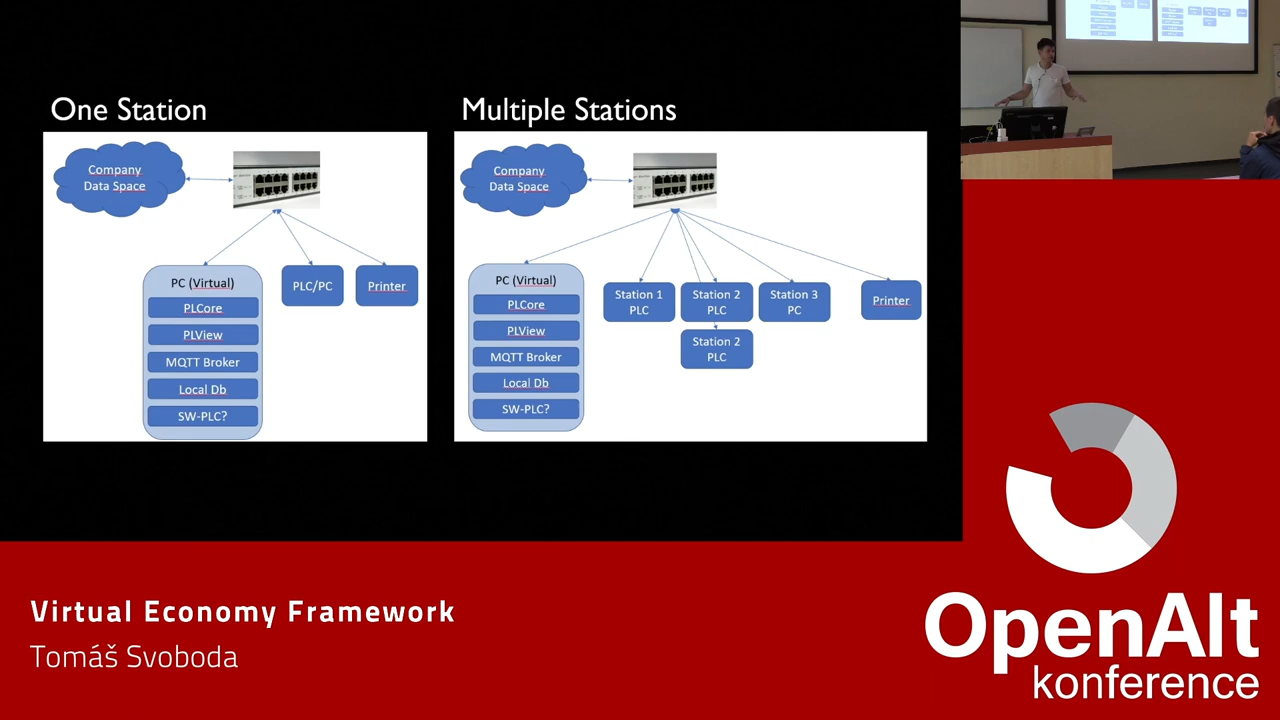 One Station
Company
Data Space
PC (Virtual)
PLCore
PLView
MQTT Broker
Local Db
SW-PLC?
PLC/PC
Printer
Multiple Stations
Company
Data Space
PC (Virtual)
PLCore
PLView
MQTT Broker
Local Db
SW-PLC?
Station 1
PLC
Station 2
PLC
Station 2
PLC
Station 3
PC
Printer
Virtual Economy Framework
Tomáš Svoboda
OpenAlt
konference